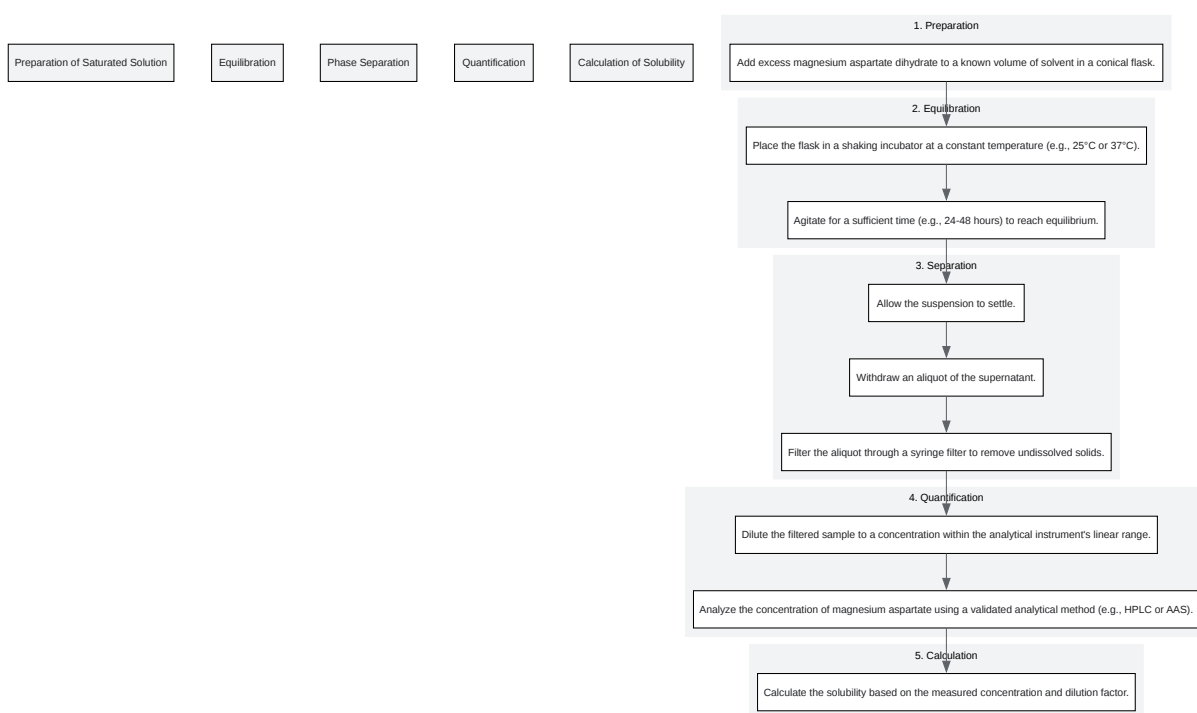 1. Preparation
Preparation of Saturated Solution
Equilibration
Phase Separation
Quantification
Calculation of Solubility
Add excess magnesium aspartate dihydrate to a known volume of solvent in a conical flask.
2. Equilibration
Place the flask in a shaking incubator at a constant temperature (e.g., 25°C or 37°C).
Agitate for a sufficient time (e.g., 24-48 hours) to reach equilibrium.
3. Separation
Allow the suspension to settle.
Withdraw an aliquot of the supernatant.
Filter the aliquot through a syringe filter to remove undissolved solids.
4. Quantification
Dilute the filtered sample to a concentration within the analytical instrument's linear range.
Analyze the concentration of magnesium aspartate using a validated analytical method (e.g., HPLC or AAS).
5. Calculation
Calculate the solubility based on the measured concentration and dilution factor.